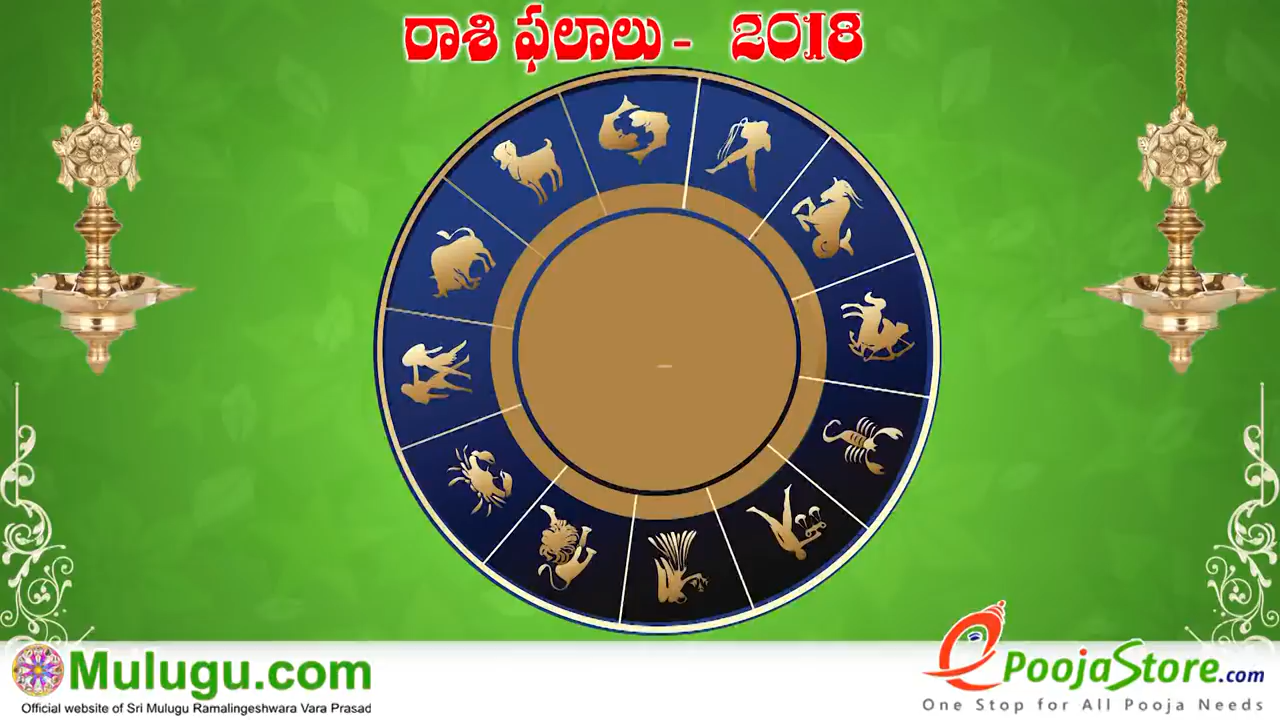 రాశి ఫలాలు - 2018
Mulugu.com
Official website of Sri Mulugu Ramalingeshwara Vara Prasad
ePoojaStore.com
One Stop for All Pooja Needs